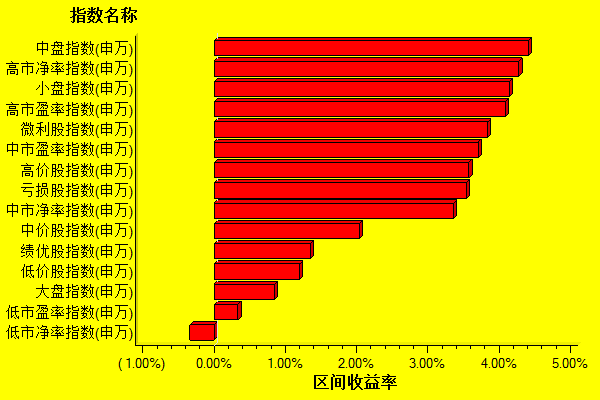 指数名称
中盘指数(申万)
高市净率指数(申万)
小盘指数(申万)
高市盈率指数(申万)
微利股指数(申万)
中市盈率指数(申万)
高价股指数(申万)
亏损股指数(申万)
中市净率指数(申万)
中价股指数(申万)
绩优股指数(申万)
低价股指数(申万)
大盘指数(申万)
低市盈率指数(申万)
低市净率指数(申万)
(1.00%) 0.00% 1.00% 2.00% 3.00% 4.00% 5.00%
区间收益率